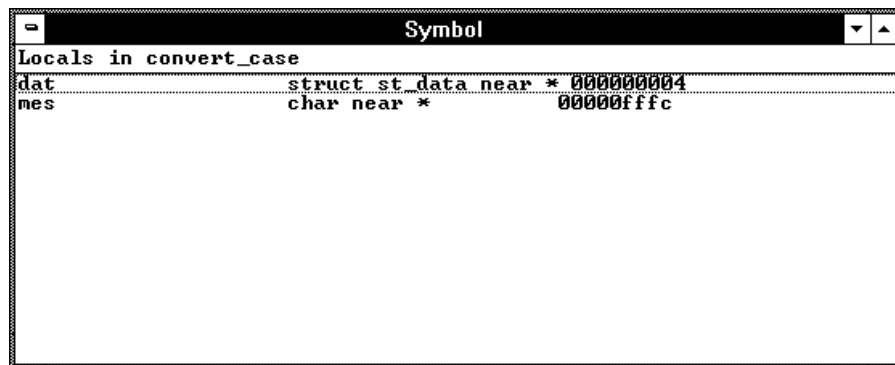 Symbol
Locals in convert_case
dat struct st_data near * 000000004
mes char near * 00000fffc